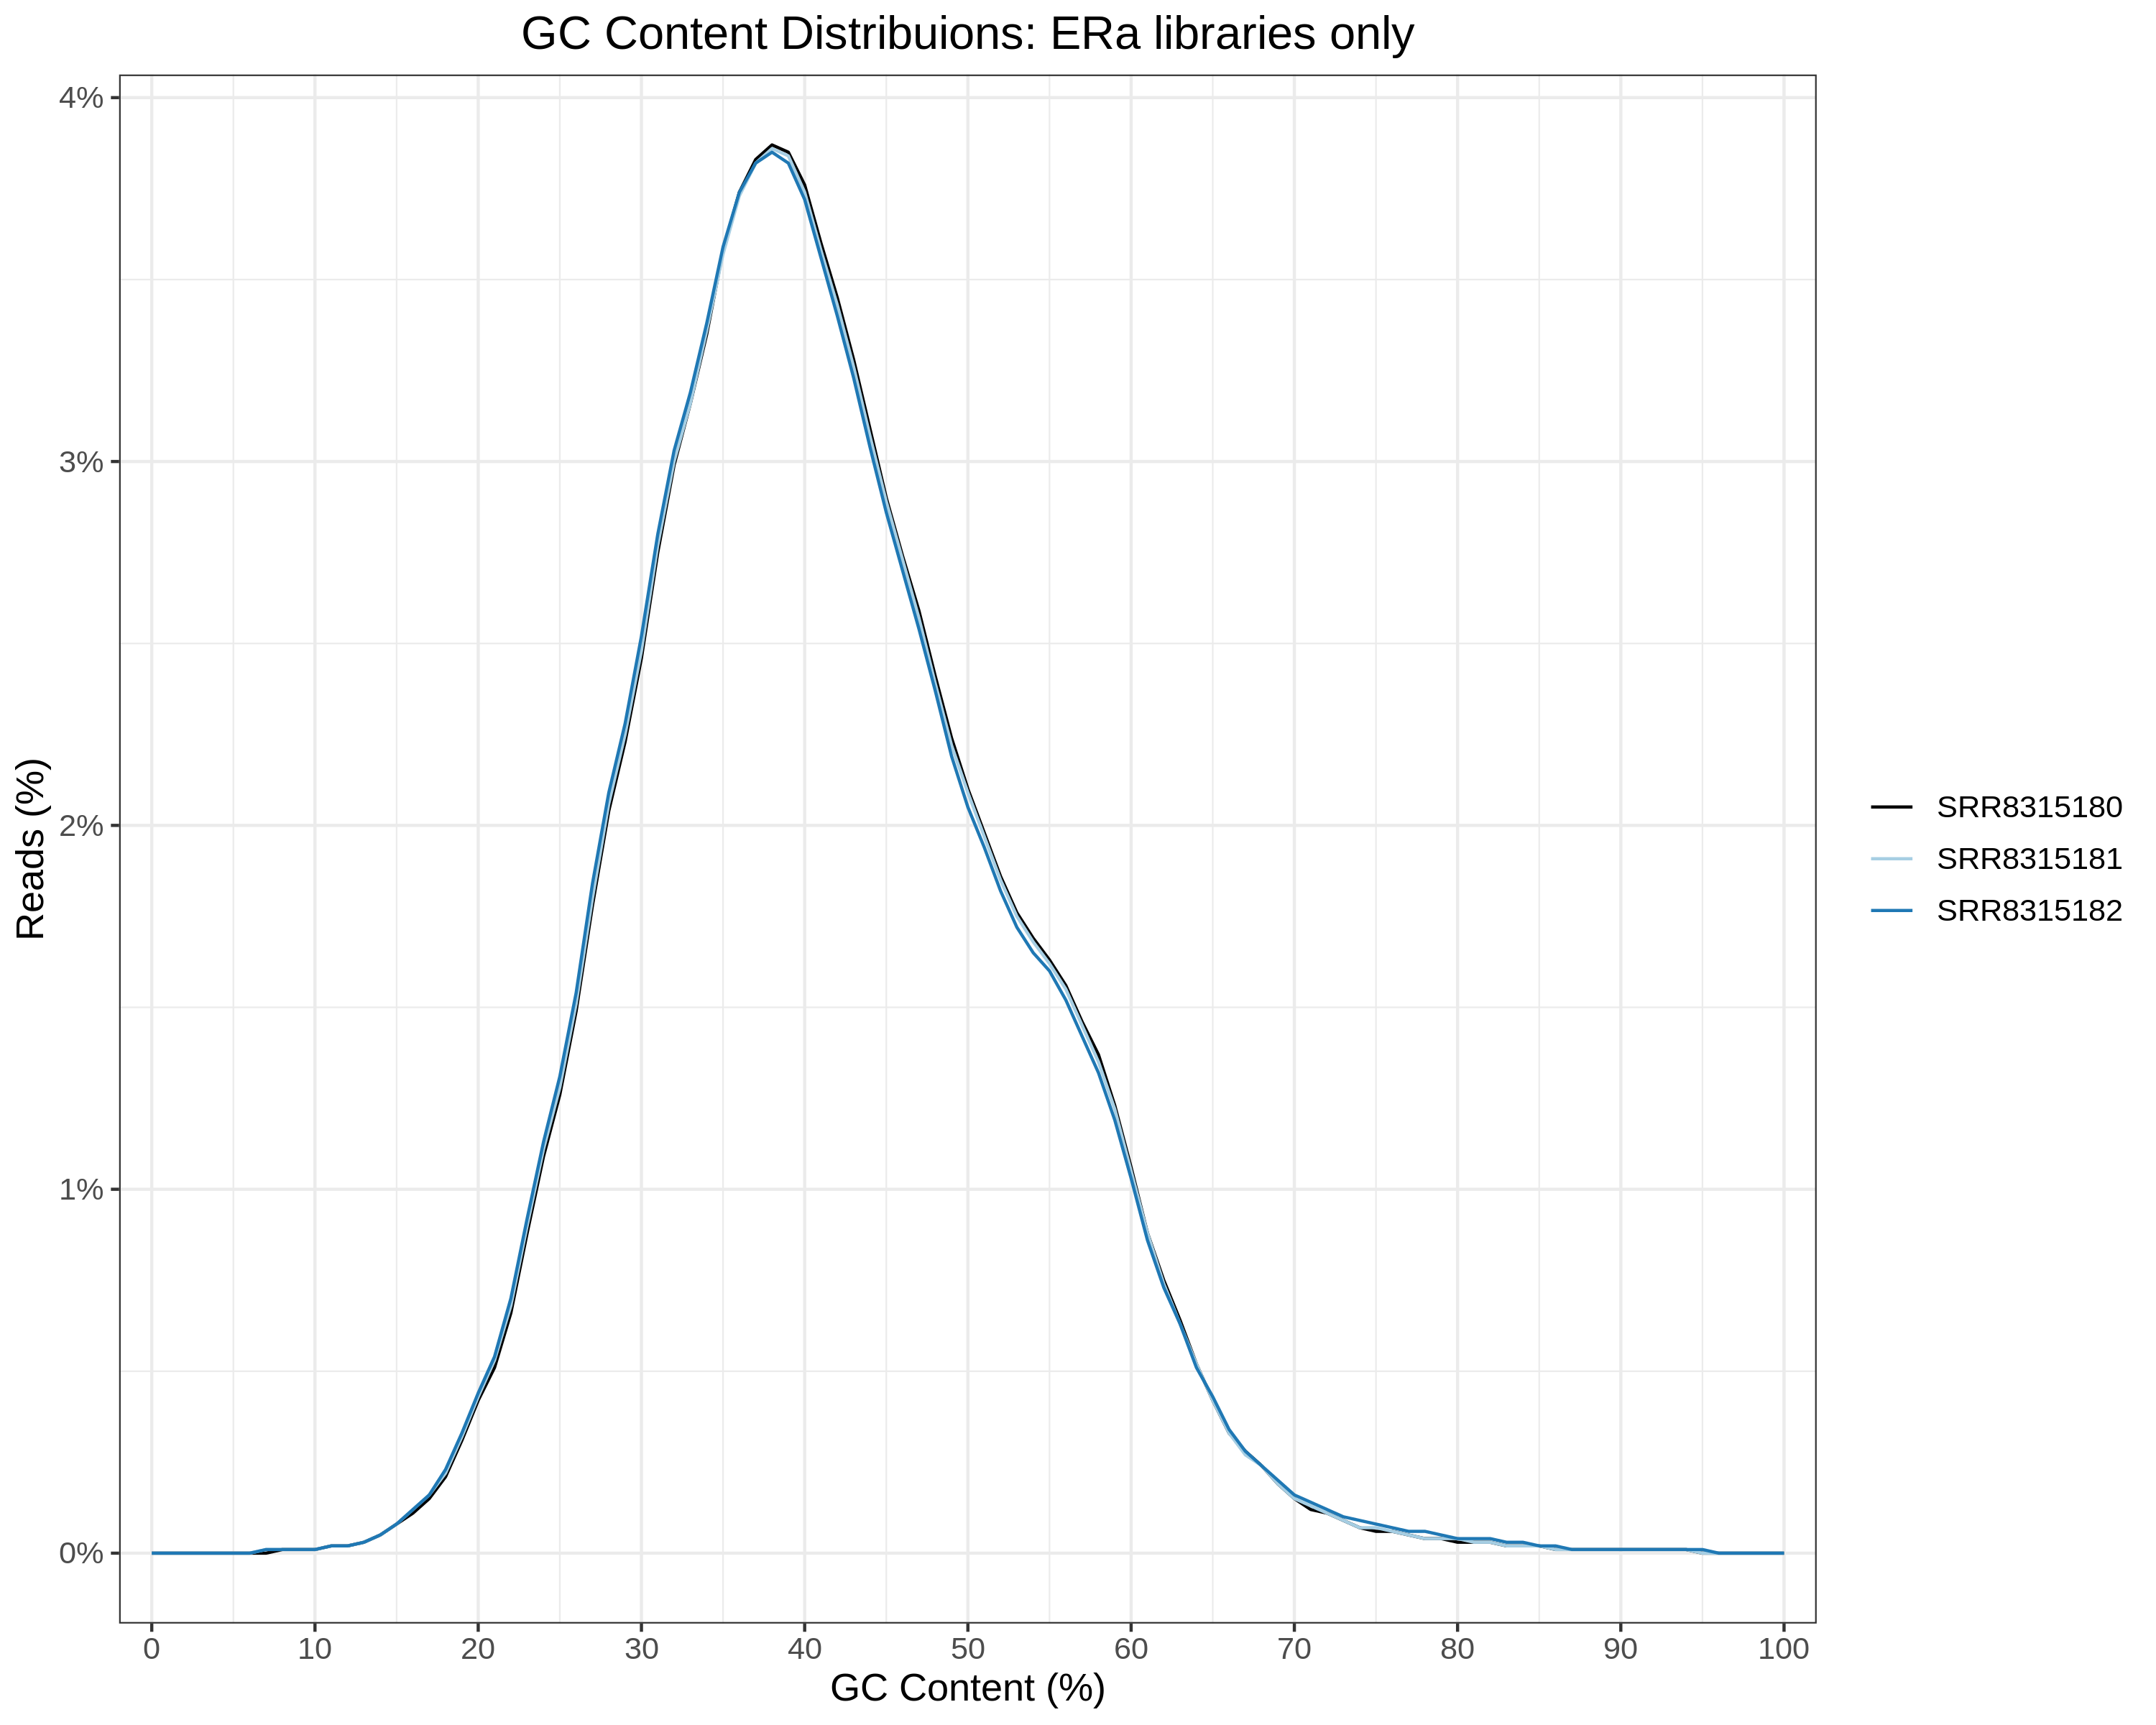 GC Content Distribuions: ERa libraries only
4%
3%
2%
1%
0%
Reads (%)
0 10 20 30 40 50 60 70 80 90 100
GC Content (%)
SRR8315180
SRR8315181
SRR8315182